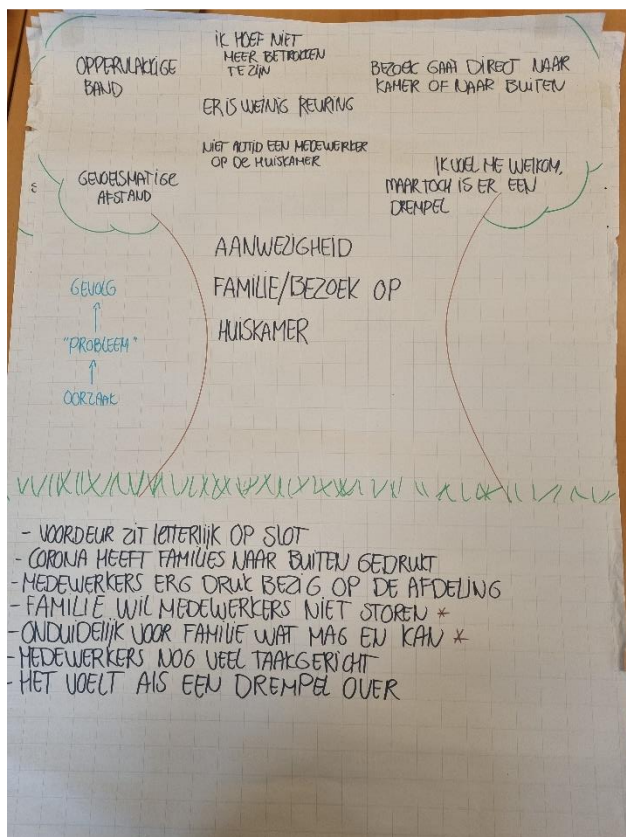 OPPERVLAKKIGE
BAND
IK HOEF NIET
MEER BETROKKEN
TE ZIJN
BEZOEK GAAT DIRECT NAAR
KAMER OF NAAR BUITEN
ER IS WEINIG REURING
NIET ALTIJD EEN MEDEWERKER
OP DE HUISKAMER
GEVOELSMATIGE
AFSTAND
IK VOEL ME WELKOM,
MAAR TOCH IS ER EEN
DREMPEL
AANWEZIGHEID
FAMILIE/BEZOEK OP
HUISKAMER
GEVOLG
↑
"PROBLEEM"
↑
OORZAAK
- VOORDEUR ZIT LETTERLIJK OP SLOT
- CORONA HEEFT FAMILIES NAAR BUITEN GEDRUKT
- MEDEWERKERS ERG DRUK BEZIG OP DE AFDELING
- FAMILIE WIL MEDEWERKERS NIET STOREN *
- ONDUIDELIJK VOOR FAMILIE WAT MAG EN KAN *
- MEDEWERKERS NOG VEEL TAAKGERICHT
- HET VOELT ALS EEN DREMPEL OVER